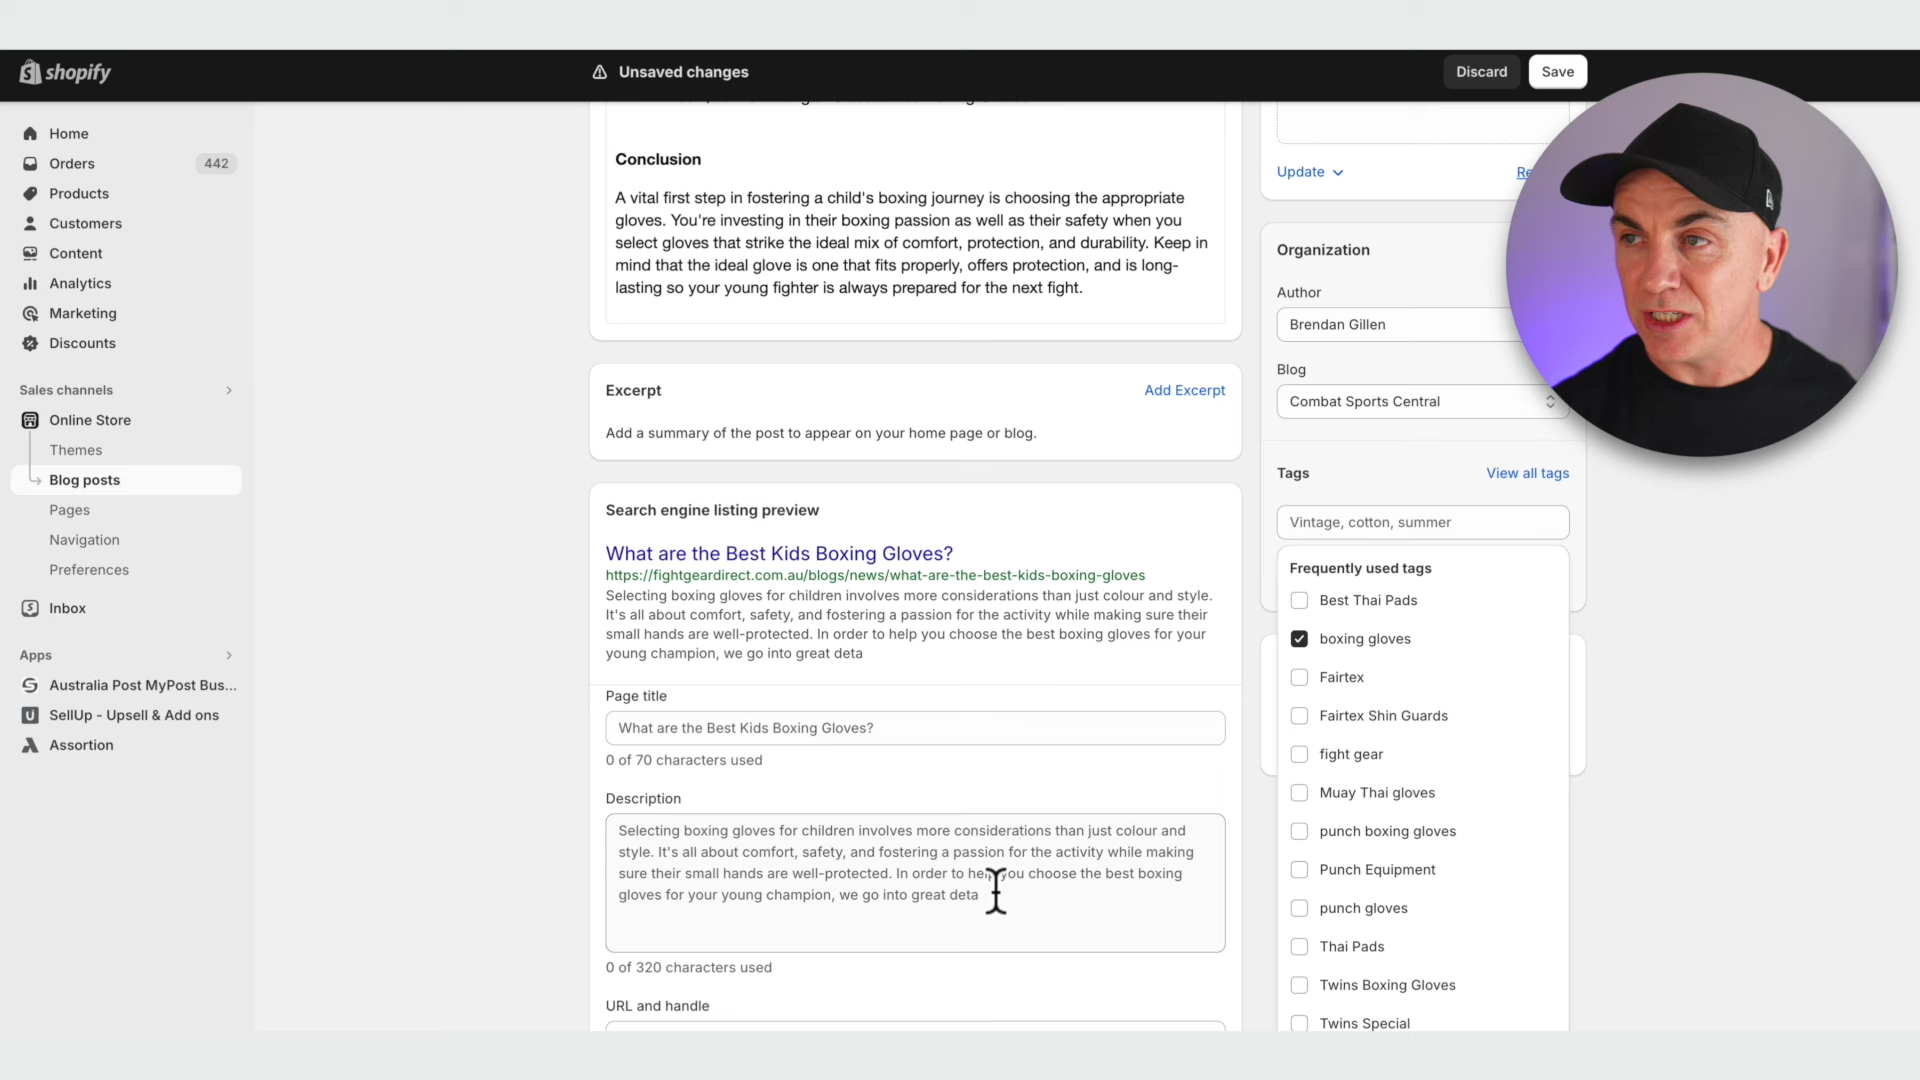 shopify
Unsaved changes
Discard
Save
Home
Orders
442
Products
Customers
Content
Analytics
Marketing
Discounts
Sales channels
Online Store
Themes
Blog posts
Pages
Navigation
Preferences
Inbox
Apps
Australia Post MyPost Bus...
SellUp - Upsell & Add ons
Assortion
Conclusion
A vital first step in fostering a child's boxing journey is choosing the appropriate
gloves. You're investing in their boxing passion as well as their safety when you
select gloves that strike the ideal mix of comfort, protection, and durability. Keep in
mind that the ideal glove is one that fits properly, offers protection, and is long-
lasting so your young fighter is always prepared for the next fight.
Excerpt
Add Excerpt
Add a summary of the post to appear on your home page or blog.
Search engine listing preview
What are the Best Kids Boxing Gloves?
https://fightgeardirect.com.au/blogs/news/what-are-the-best-kids-boxing-gloves
Selecting boxing gloves for children involves more considerations than just colour and style.
It's all about comfort, safety, and fostering a passion for the activity while making sure their
small hands are well-protected. In order to help you choose the best boxing gloves for your
young champion, we go into great deta
Page title
What are the Best Kids Boxing Gloves?
0 of 70 characters used
Description
Selecting boxing gloves for children involves more considerations than just colour and
style. It's all about comfort, safety, and fostering a passion for the activity while making
sure their small hands are well-protected. In order to help you choose the best boxing
gloves for your young champion, we go into great deta
0 of 320 characters used
URL and handle
Update
Organization
Author
Brendan Gillen
Blog
Combat Sports Central
Tags
View all tags
Vintage, cotton, summer
Frequently used tags
Best Thai Pads
boxing gloves
Fairtex
Fairtex Shin Guards
fight gear
Muay Thai gloves
punch boxing gloves
Punch Equipment
punch gloves
Thai Pads
Twins Boxing Gloves
Twins Special